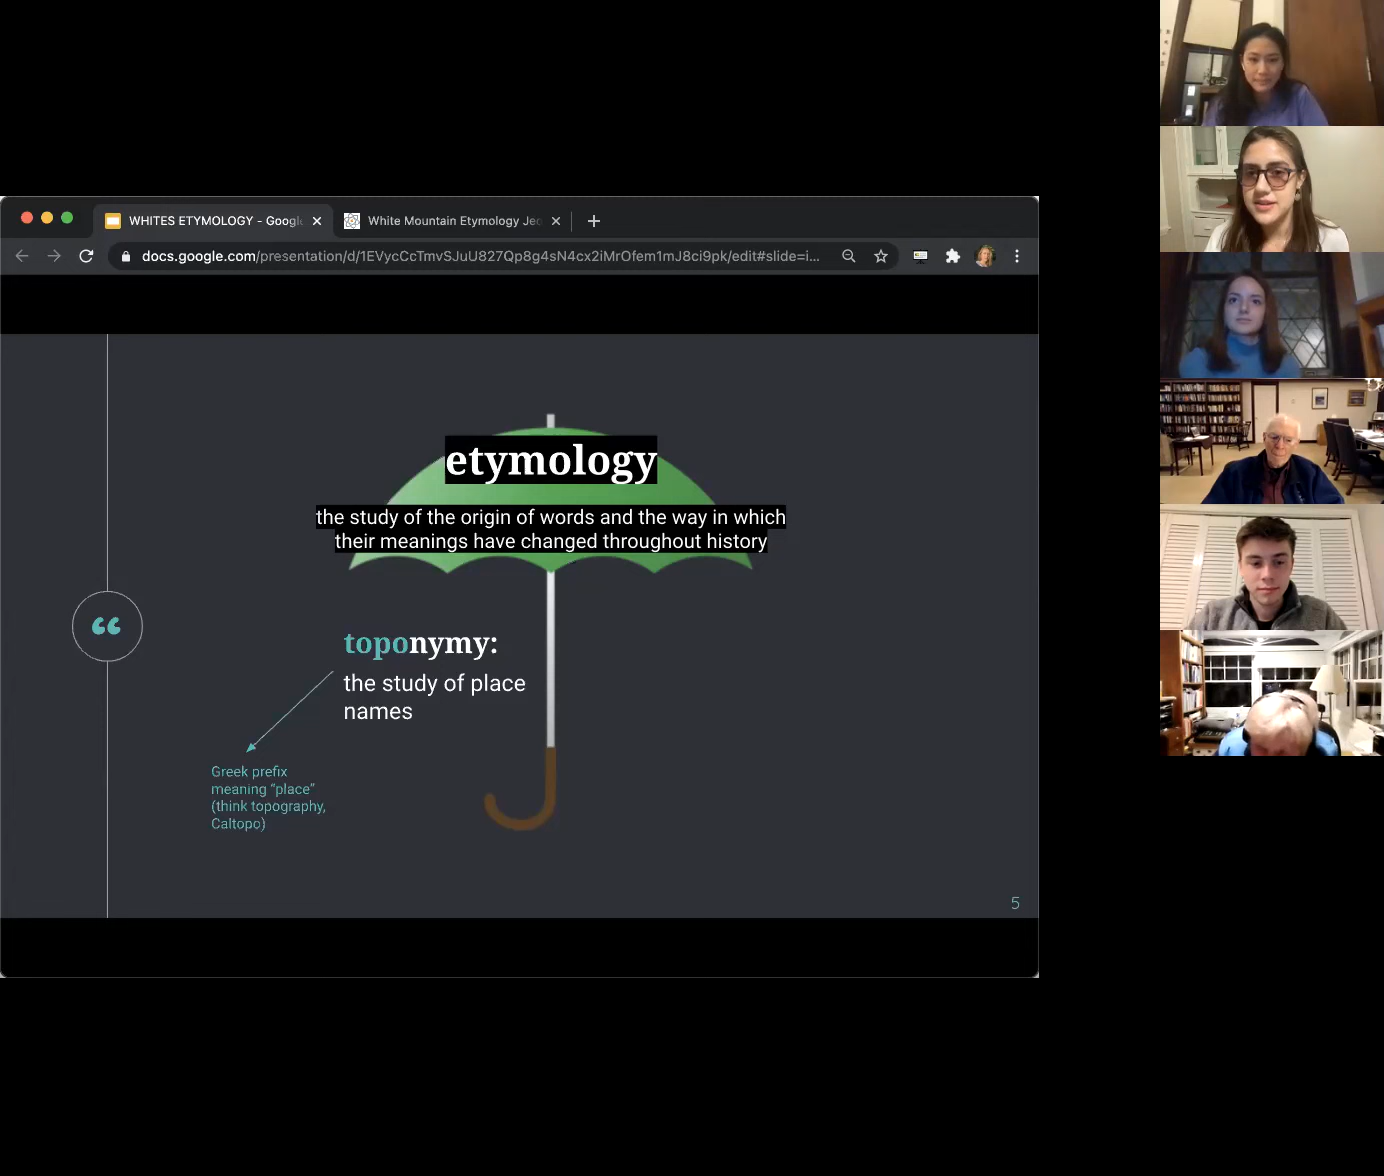 WHITES ETYMOLOGY - Googl
White Mountain Etymology Jeo
docs.google.com/presentation/d/1EVycCcTmvSJuU827Qp8g4sN4cx2iMrOfem1mJ8ci9pk/edit#slide=i...
etymology
the study of the origin of words and the way in which
their meanings have changed throughout history
“
toponymy:
the study of place
names
Greek prefix
meaning “place”
(think topography,
Caltopo)
5